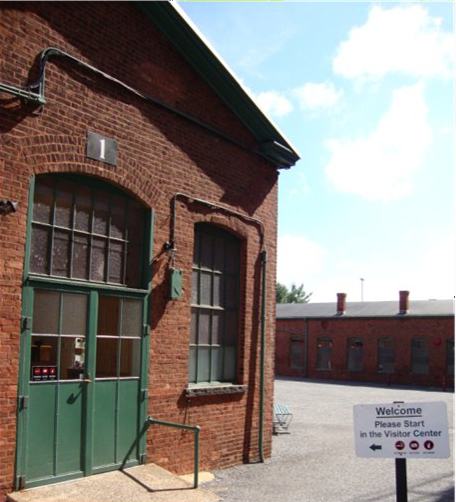 1
Welcome
Please Start
in the Visitor Center